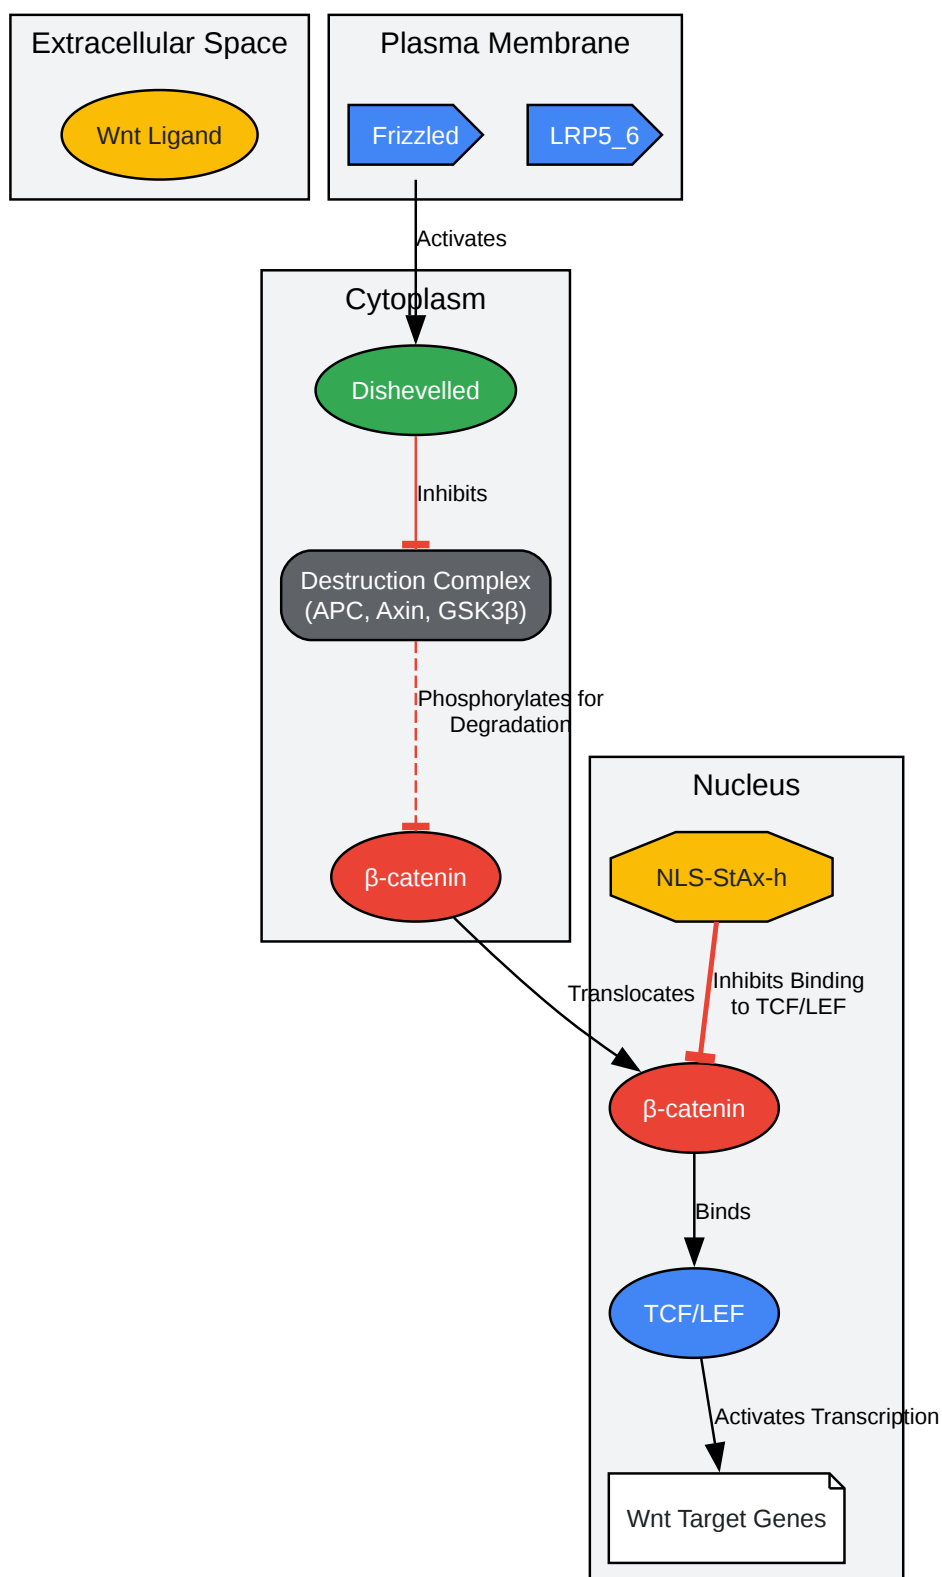 Extracellular Space
Plasma Membrane
Wnt Ligand
Frizzled
LRP5_6
Activates
Cytoplasm
Dishevelled
Inhibits
Destruction Complex
(APC, Axin, GSK3β)
Phosphorylates for
Degradation
Nucleus
β-catenin
NLS-StAx-h
Translocates
Inhibits Binding
to TCF/LEF
β-catenin
Binds
TCF/LEF
Activates Transcription
Wnt Target Genes